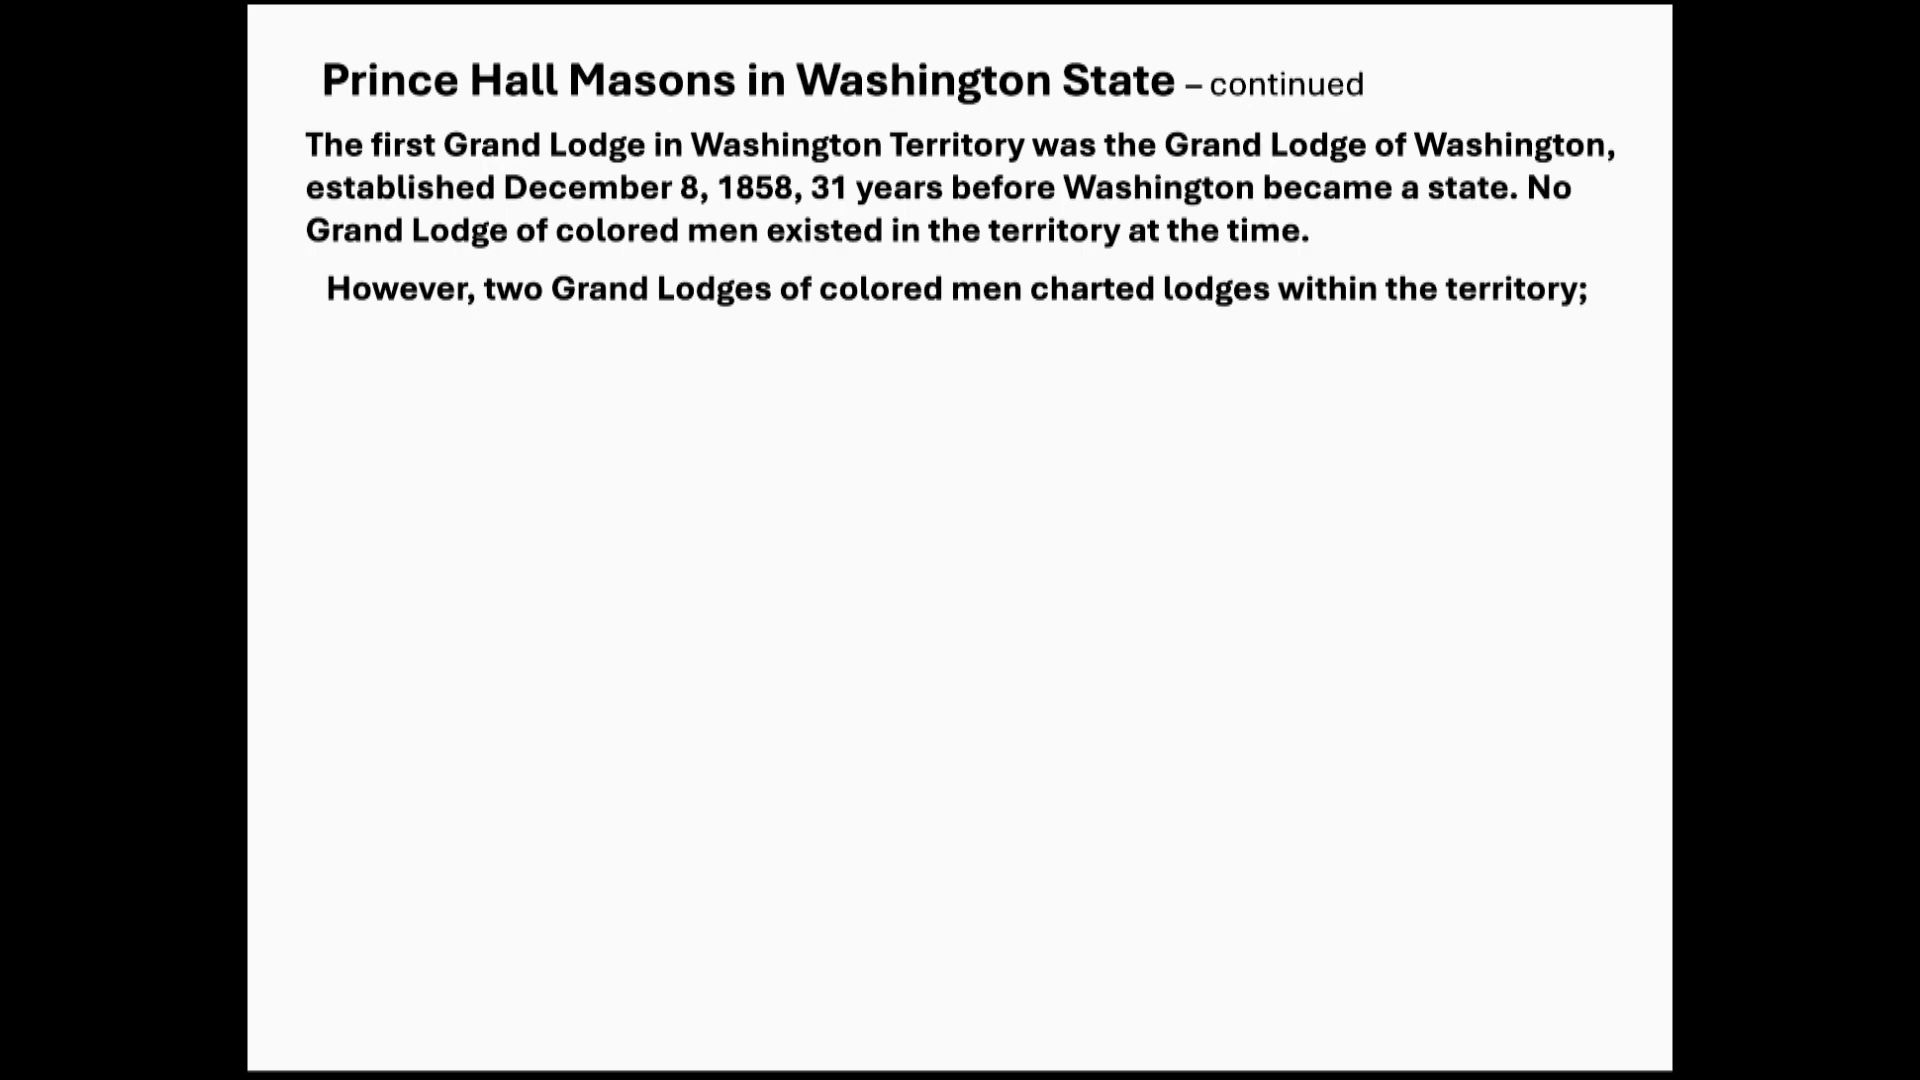 Prince Hall Masons in Washington State – continued
The first Grand Lodge in Washington Territory was the Grand Lodge of Washington,
established December 8, 1858, 31 years before Washington became a state. No
Grand Lodge of colored men existed in the territory at the time.
However, two Grand Lodges of colored men charted lodges within the territory;